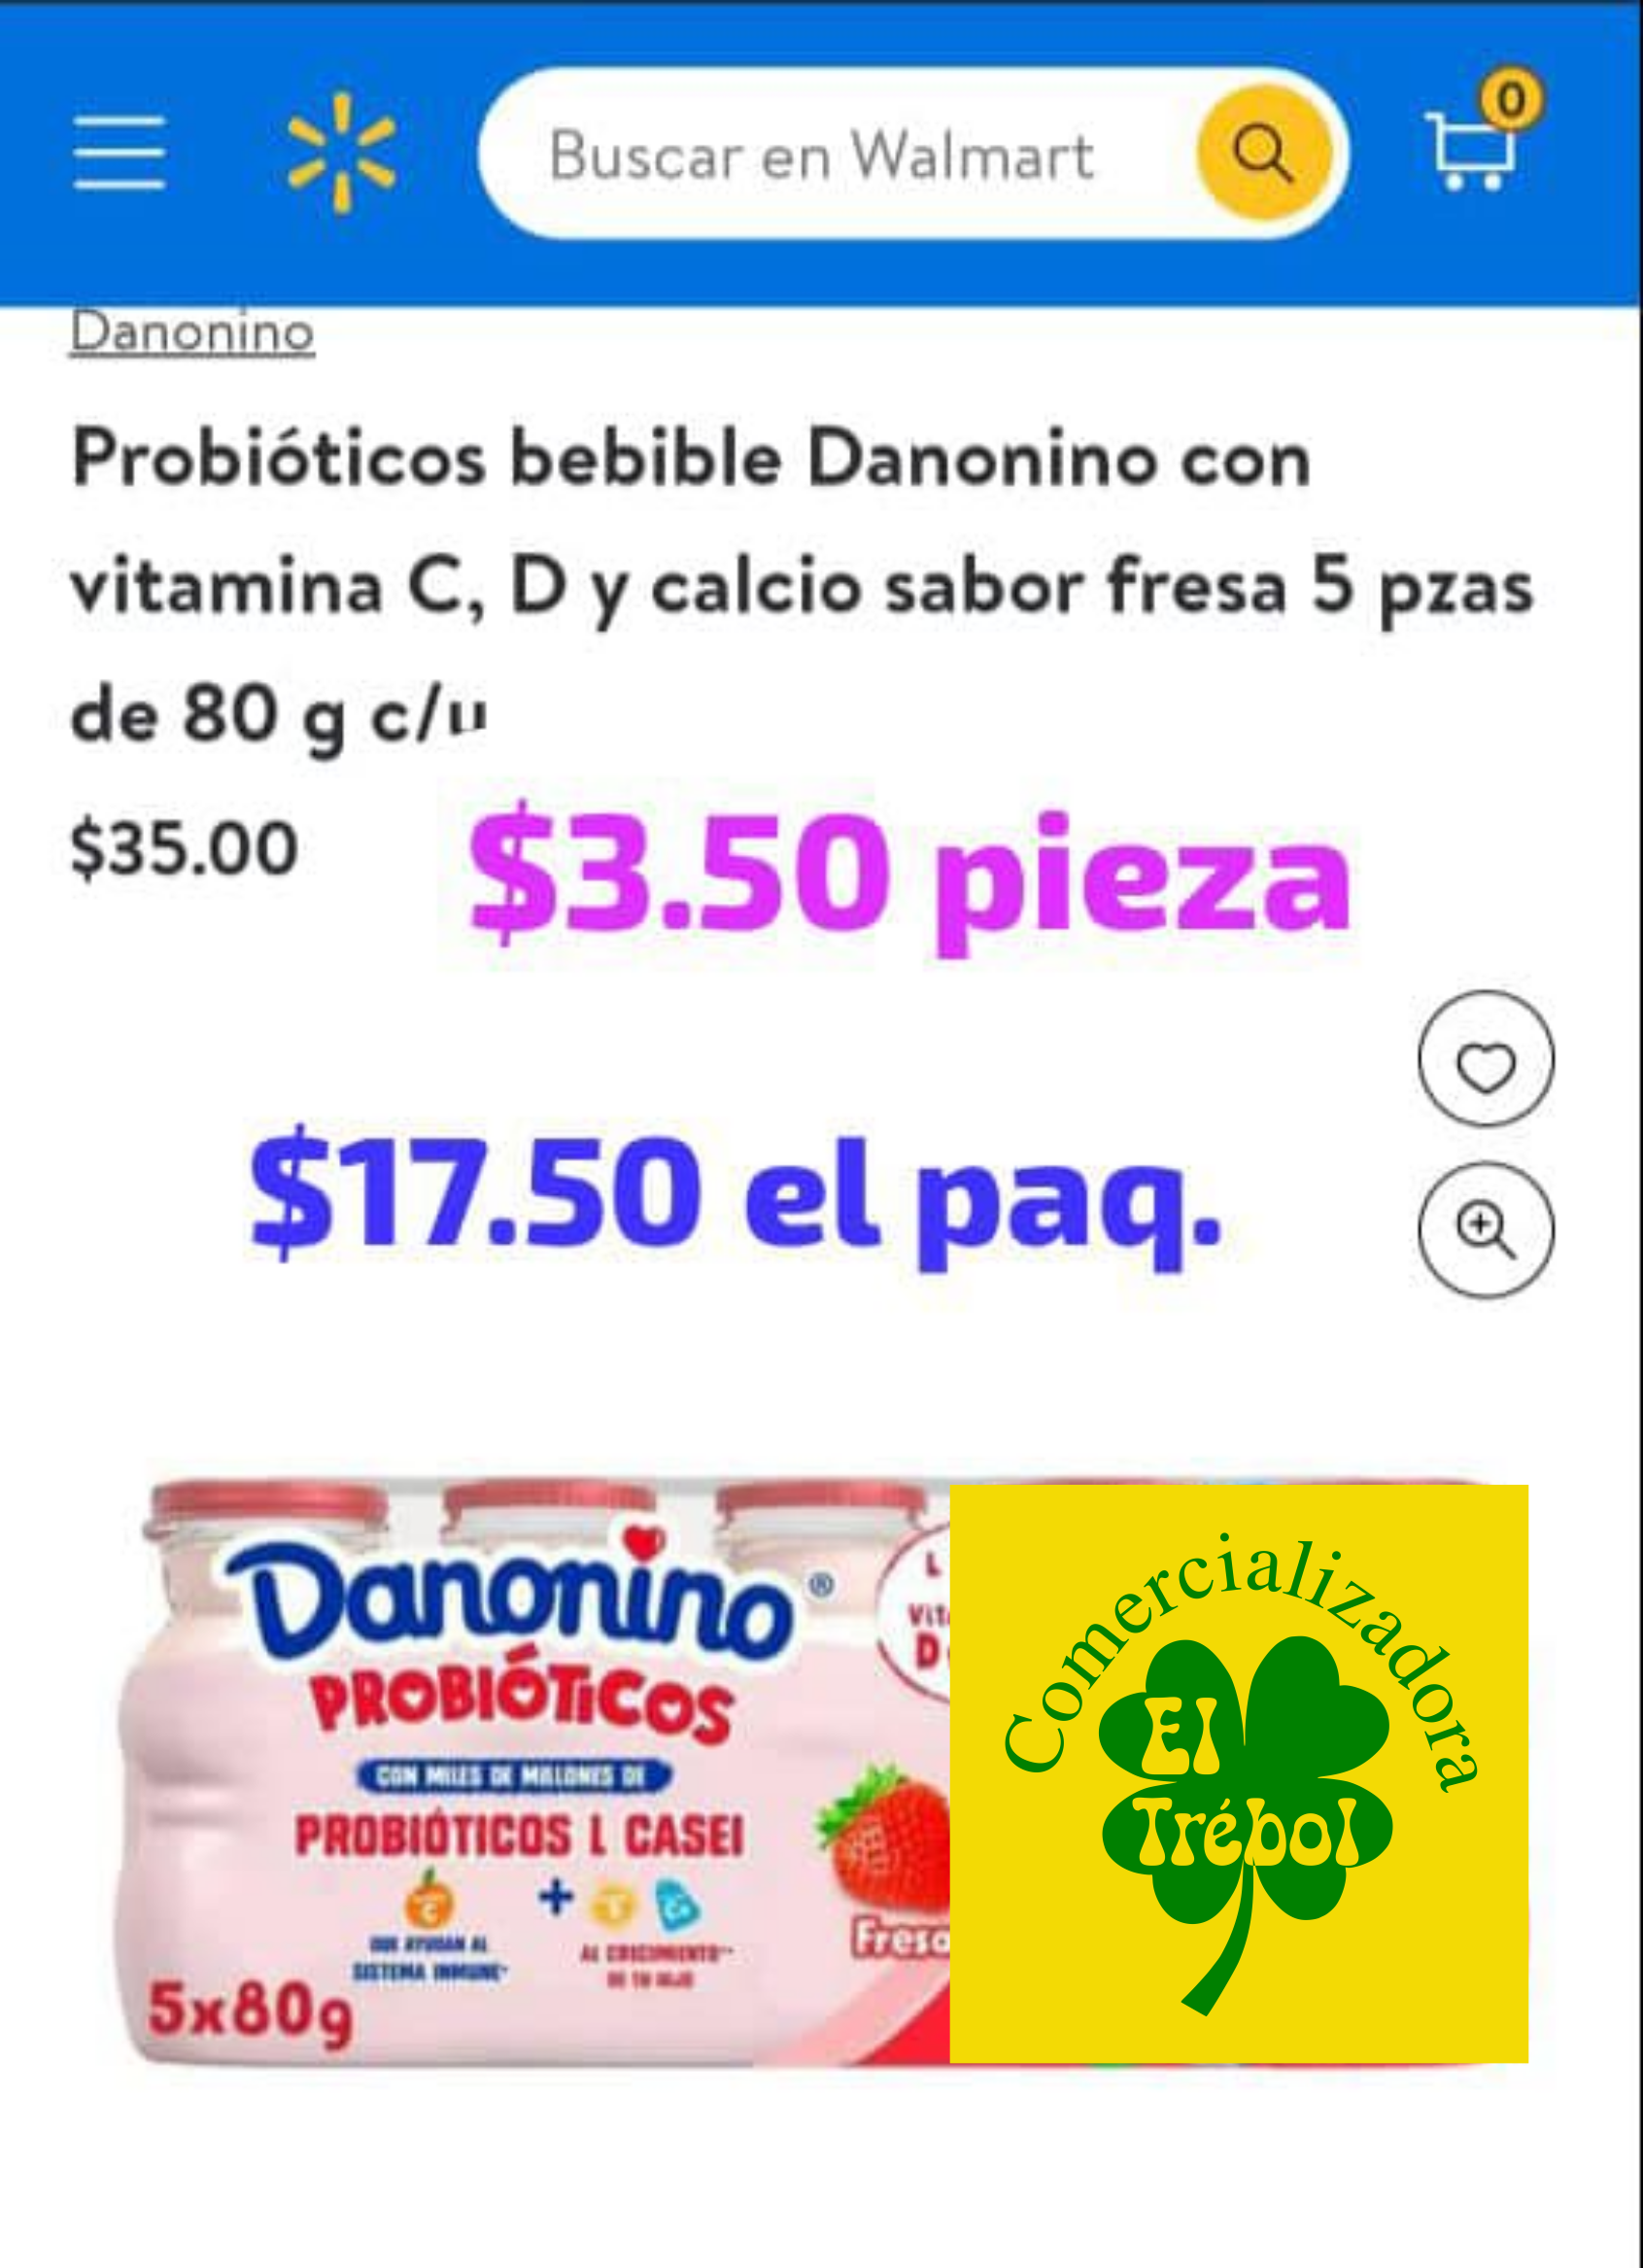 Buscar en Walmart
0
Danonino
Probióticos bebible Danonino con
vitamina C, D y calcio sabor fresa 5 pzas
de 80 g c/u
$35.00
$3.50 pieza
$17.50 el paq.
Danonino®
PROBIÓTICOS
CON MILES DE MILLONES DE
PROBIÓTICOS L CASEI
C
+
QUE AYUDAN AL
SISTEMA INMUNE*
AL CRECIMIENTO**
DE TU HIJO
5x80g
L
Vit
D
Fresa
Comercializadora
El
Trébol